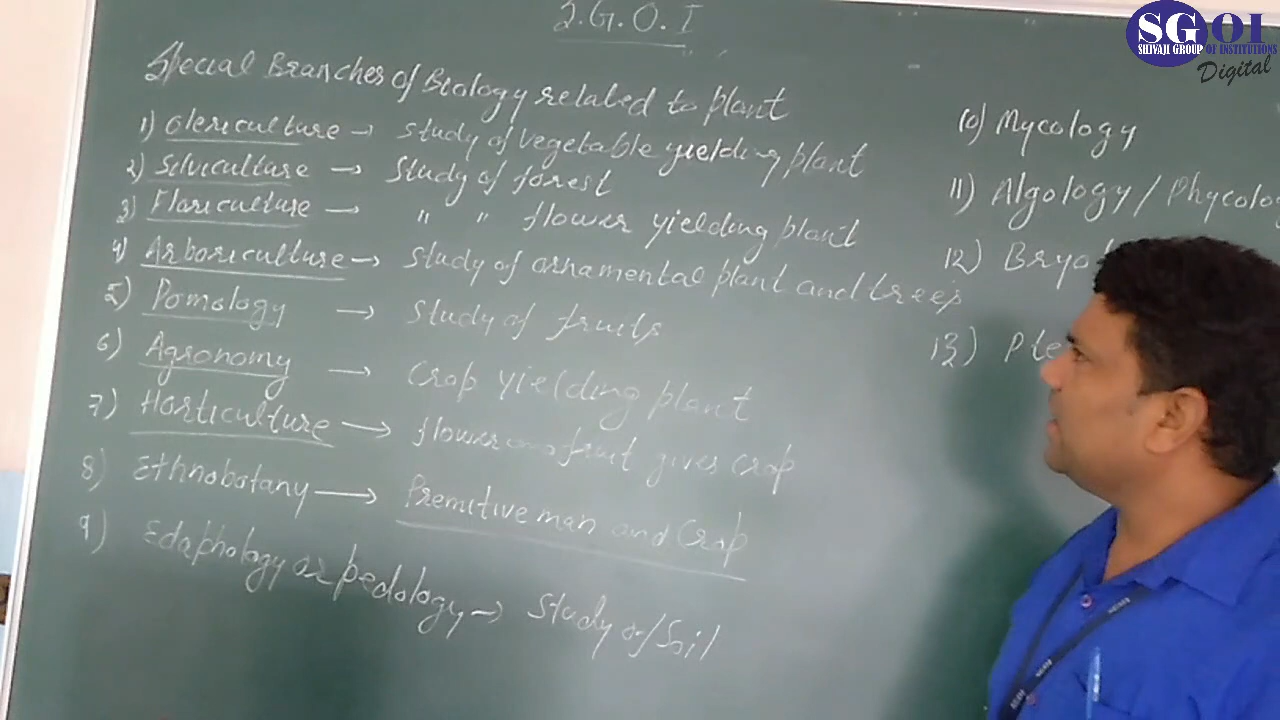 S.G.O.I
Special Branches of Biology related to plant
1) Olericulture → Study of vegetable yielding plant
2) Silviculture → Study of forest
3) Floriculture → " " flower yielding plant
4) Arboriculture → Study of ornamental plant and trees
5) Pomology → Study of fruits
6) Agronomy → Crop yielding plant
7) Horticulture → flower and fruit gives crop
8) Ethnobotany → Premitive man and Crop
9) Edaphology or pedology → Study of Soil
10) Mycology
11) Algology / Phycolo
12) Bryo
13) Pte
SGOI
SHIVAJI GROUP OF INSTITUTIONS
Digital